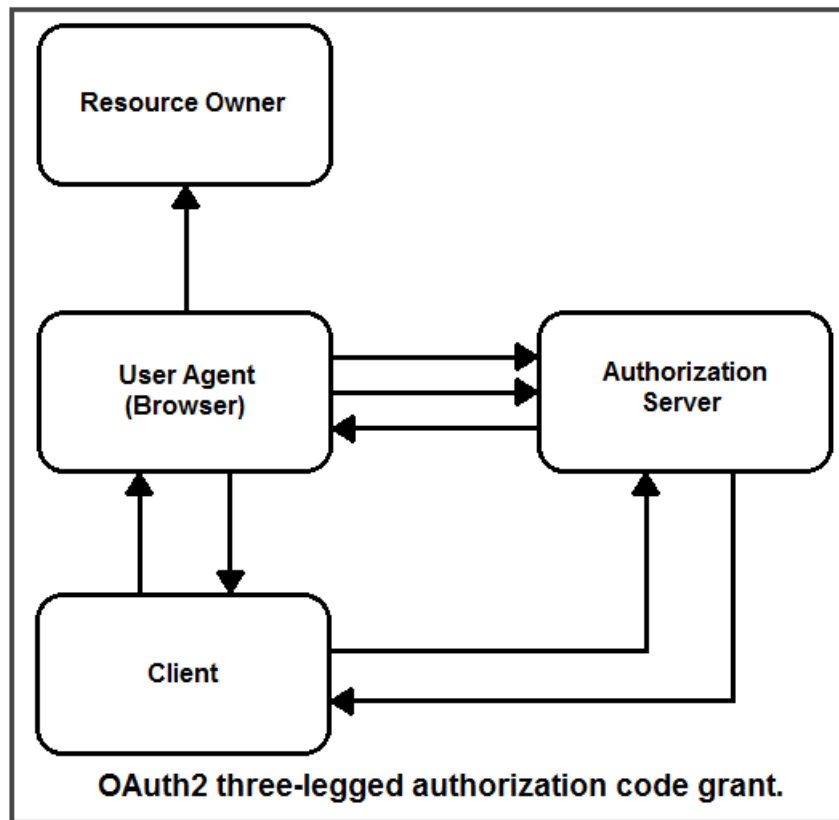 Resource Owner
User Agent
(Browser)
Authorization
Server
Client
OAuth2 three-legged authorization code grant.